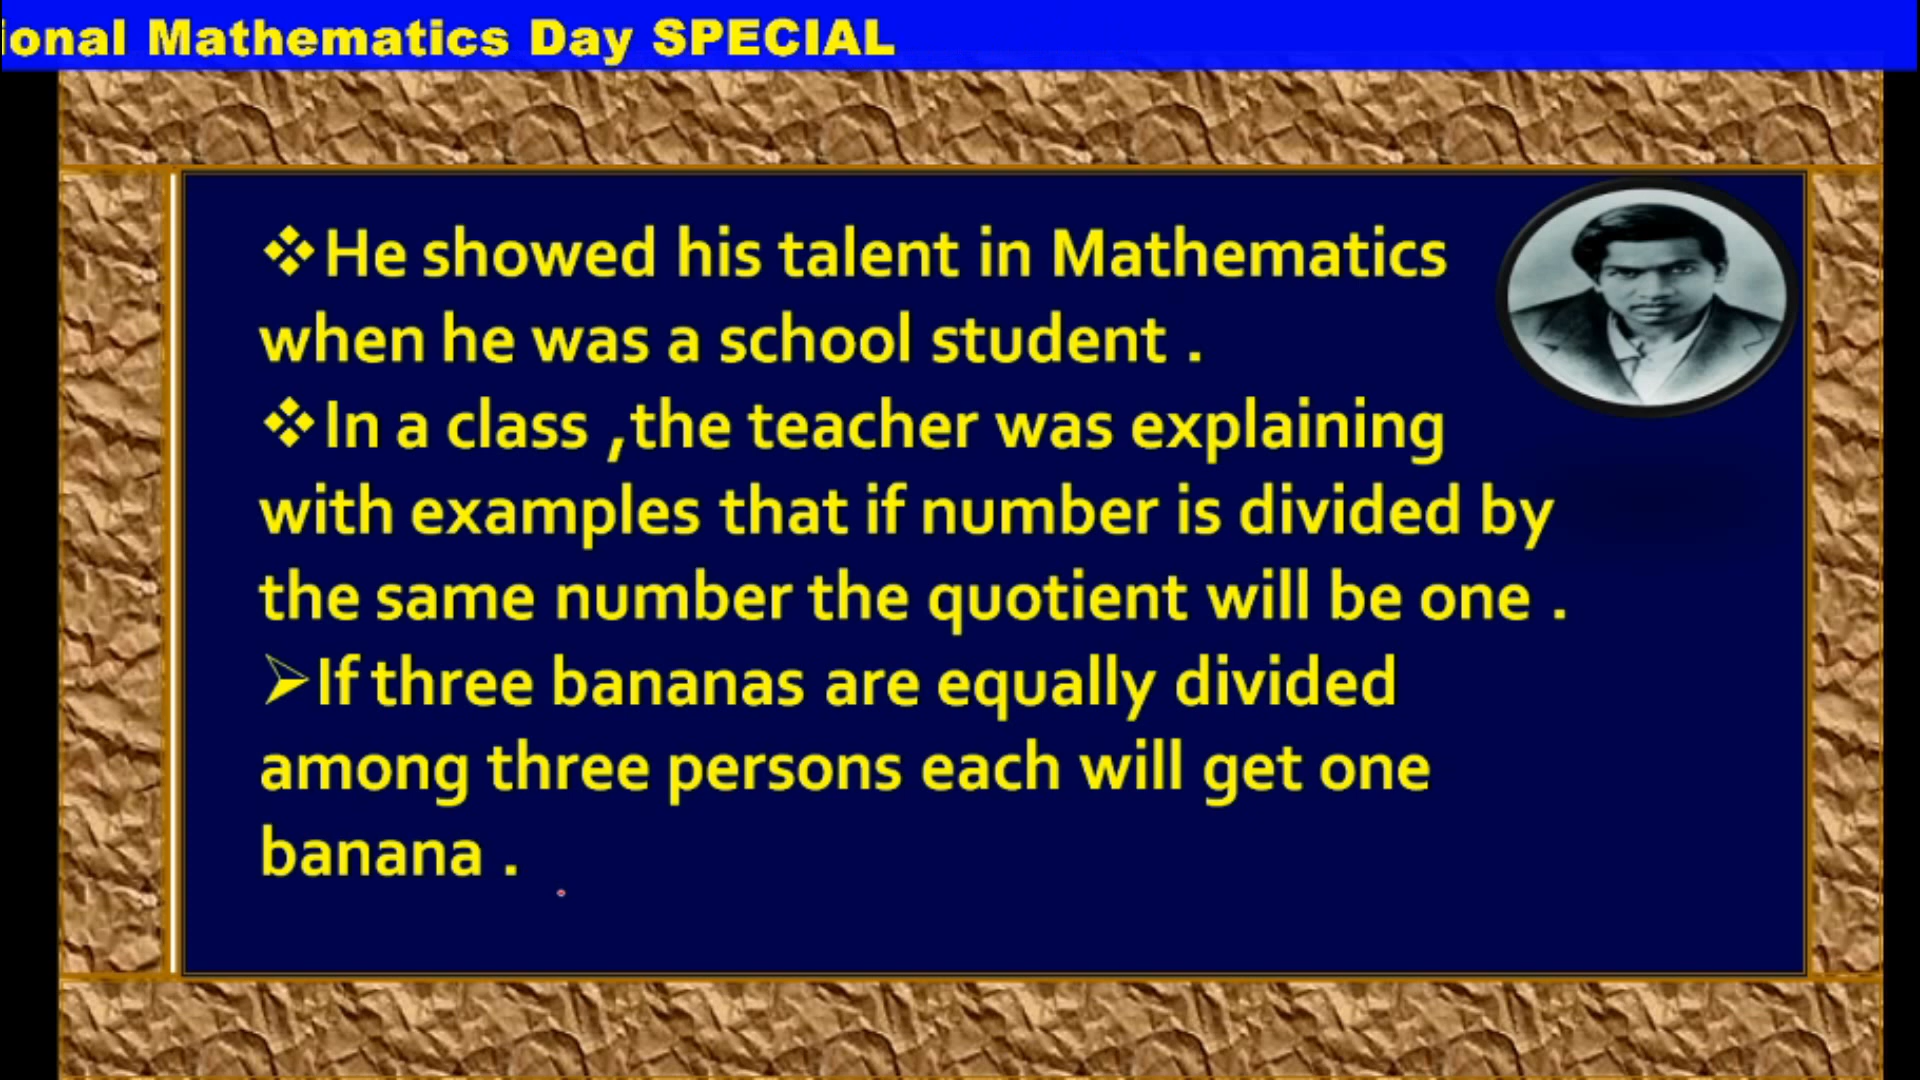 ional Mathematics Day SPECIAL
❖He showed his talent in Mathematics
when he was a school student .
❖In a class ,the teacher was explaining
with examples that if number is divided by
the same number the quotient will be one .
➢If three bananas are equally divided
among three persons each will get one
banana .